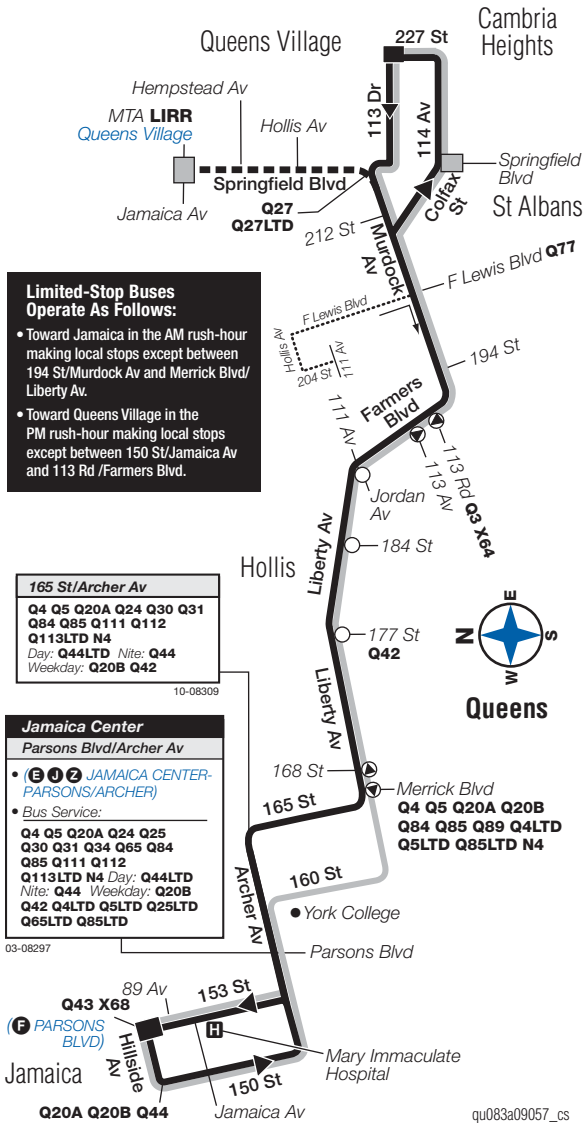 Cambria
Heights
Queens Village
227 St
Hempstead Av
MTA LIRR
Queens Village
Hollis Av
113 Dr
114 Av
Springfield Blvd
Springfield
Blvd
Jamaica Av
Q27
Q27LTD
Colfax
St
St Albans
212 St
Murdock
Av
F Lewis Blvd Q77
Limited-Stop Buses
Operate As Follows:
• Toward Jamaica in the AM rush-hour
making local stops except between
194 St/Murdock Av and Merrick Blvd/
Liberty Av.
• Toward Queens Village in the
PM rush-hour making local stops
except between 150 St/Jamaica Av
and 113 Rd /Farmers Blvd.
F Lewis Blvd
Hollis Av
204 St
111 Av
194 St
Farmers
Blvd
111 Av
113 Rd Q3 X64
113 Av
Jordan
Av
Liberty Av
184 St
Hollis
177 St
Q42
N
E
S
W
Queens
165 St/Archer Av
Q4 Q5 Q20A Q24 Q30 Q31
Q84 Q85 Q111 Q112
Q113LTD N4
Day: Q44LTD Nite: Q44
Weekday: Q20B Q42
10-08309
Liberty Av
168 St
Merrick Blvd
Q4 Q5 Q20A Q20B
Q84 Q85 Q89 Q4LTD
Q5LTD Q85LTD N4
165 St
Jamaica Center
Parsons Blvd/Archer Av
• (E J Z JAMAICA CENTER-
PARSONS/ARCHER)
• Bus Service:
Q4 Q5 Q20A Q24 Q25
Q30 Q31 Q34 Q65 Q84
Q85 Q111 Q112
Q113LTD N4 Day: Q44LTD
Nite: Q44 Weekday: Q20B
Q42 Q4LTD Q5LTD Q25LTD
Q65LTD Q85LTD
03-08297
Archer Av
160 St
York College
Parsons Blvd
89 Av
153 St
Q43 X68
(F PARSONS
BLVD)
H
Hillside
Av
Mary Immaculate
Hospital
Jamaica
150 St
Q20A Q20B Q44
Jamaica Av
qu083a09057_cs